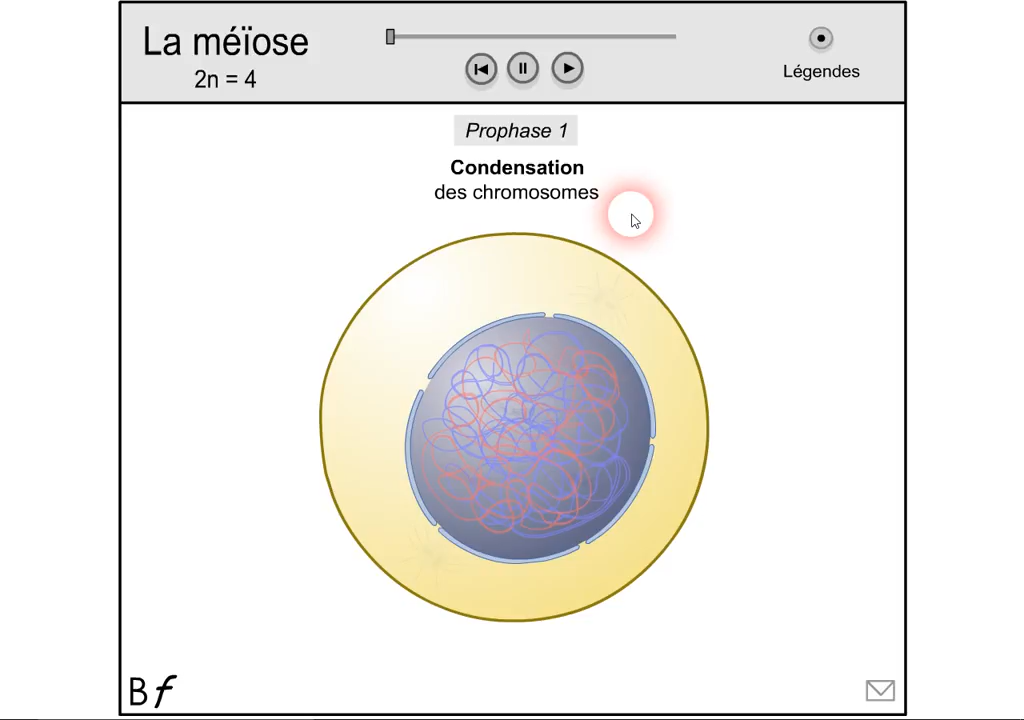 La méïose
2n = 4
Légendes
Prophase 1
Condensation
des chromosomes
Bf